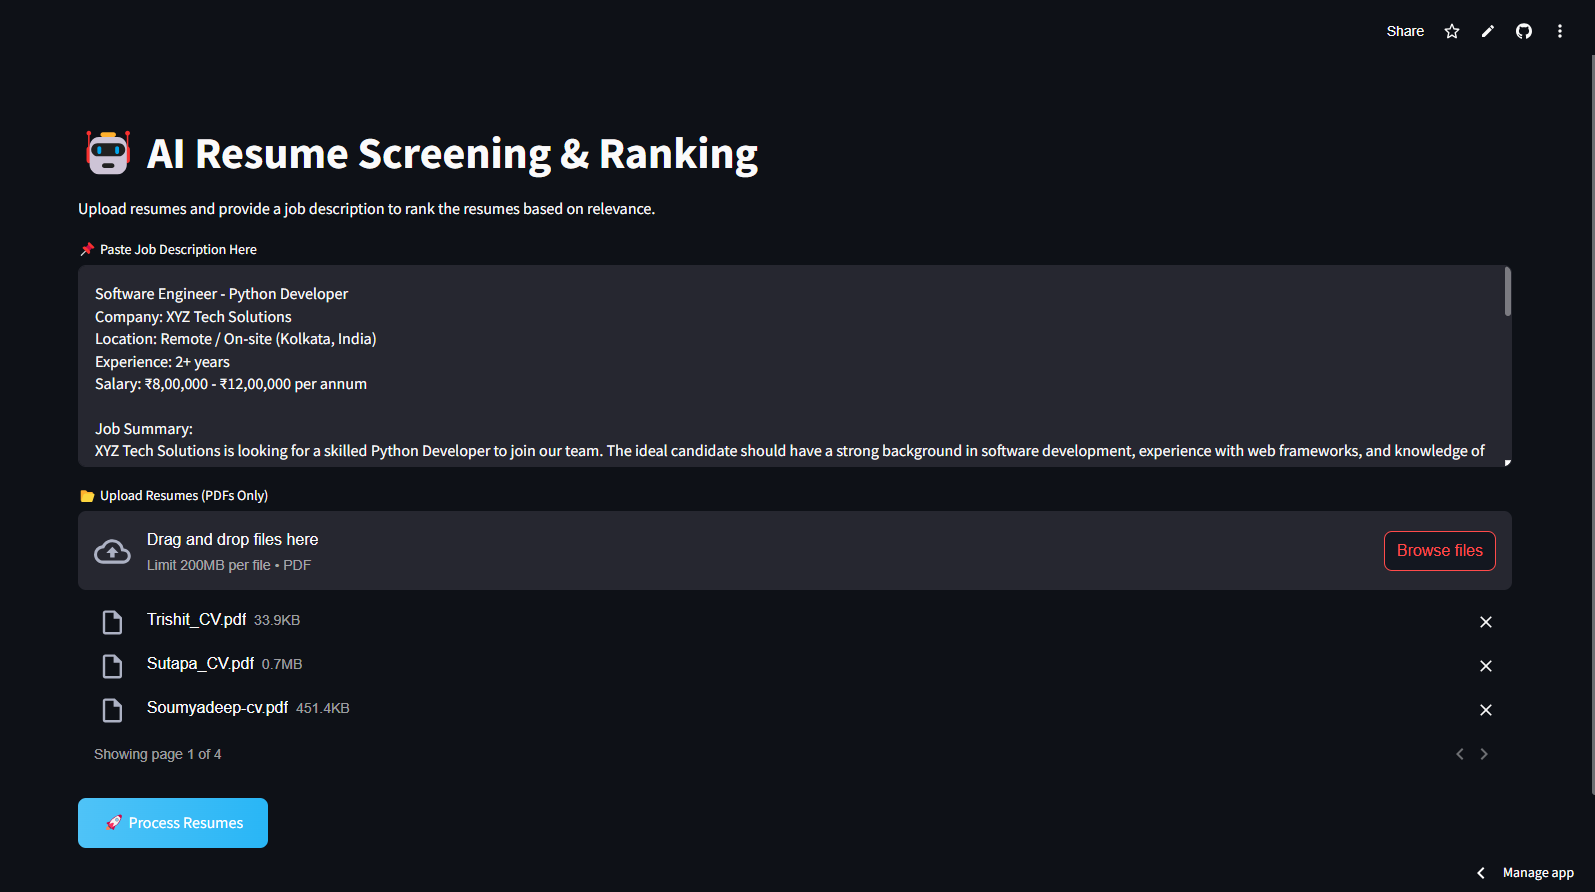 Share
AI Resume Screening & Ranking
Upload resumes and provide a job description to rank the resumes based on relevance.
Paste Job Description Here
Software Engineer - Python Developer
Company: XYZ Tech Solutions
Location: Remote / On-site (Kolkata, India)
Experience: 2+ years
Salary: ₹8,00,000 - ₹12,00,000 per annum
Job Summary:
XYZ Tech Solutions is looking for a skilled Python Developer to join our team. The ideal candidate should have a strong background in software development, experience with web frameworks, and knowledge of
Upload Resumes (PDFs Only)
Drag and drop files here
Limit 200MB per file • PDF
Browse files
Trishit_CV.pdf 33.9KB
Sutapa_CV.pdf 0.7MB
Soumyadeep-cv.pdf 451.4KB
Showing page 1 of 4
Process Resumes
Manage app